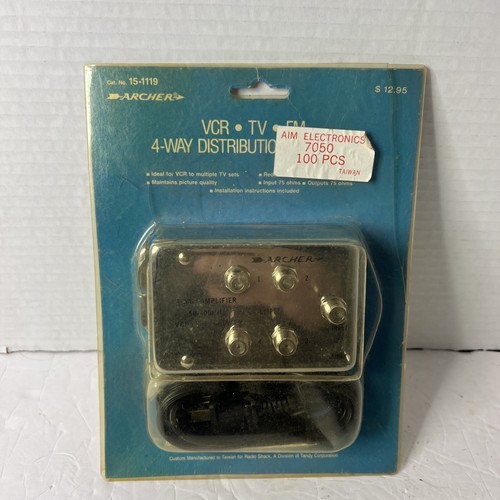 Cat. No. 15-1119
ARCHER
$ 12.95
VCR • TV • FM
4-WAY DISTRIBUTION
AIM ELECTRONICS
7050
100 PCS
TAIWAN
• Ideal for VCR to multiple TV sets
• Maintains picture quality
• Input 75 ohms • Outputs 75 ohms
• Installation instructions included
ARCHER
AMPLIFIER
Custom Manufactured in Taiwan for Radio Shack, A Division of Tandy Corporation